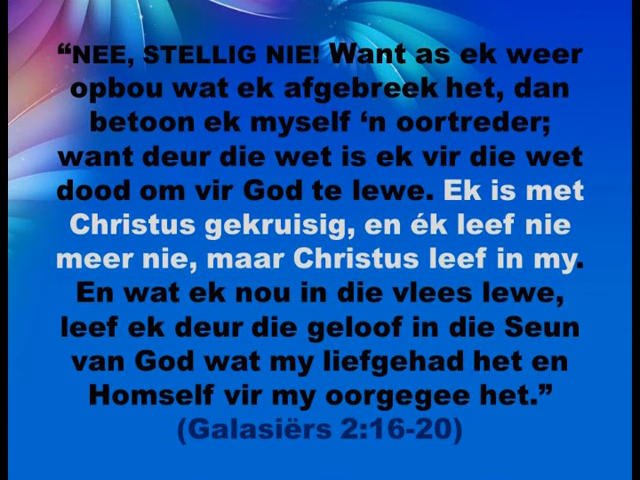 “NEE, STELLIG NIE! Want as ek weer
opbou wat ek afgebreek het, dan
betoon ek myself ‘n oortreder;
want deur die wet is ek vir die wet
dood om vir God te lewe. Ek is met
Christus gekruisig, en ék leef nie
meer nie, maar Christus leef in my.
En wat ek nou in die vlees lewe,
leef ek deur die geloof in die Seun
van God wat my liefgehad het en
Homself vir my oorgegee het.”
(Galasiërs 2:16-20)